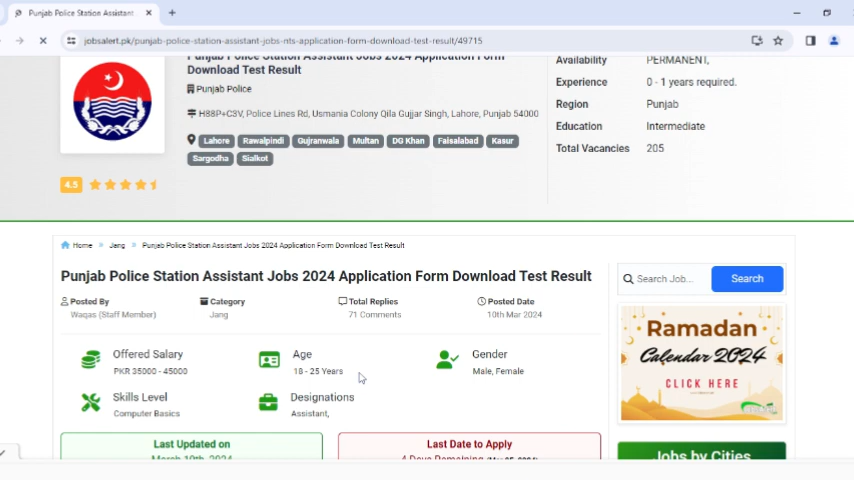 Punjab Police Station Assistant
jobsalert.pk/punjab-police-station-assistant-jobs-nts-application-form-download-test-result/49715
Punjab Police Station Assistant Jobs 2024 Application Form
Download Test Result
Punjab Police
H88P+C3V, Police Lines Rd, Usmania Colony Qila Gujjar Singh, Lahore, Punjab 54000
Lahore Rawalpindi Gujranwala Multan DG Khan Faisalabad Kasur
Sargodha Sialkot
4.5
Availability PERMANENT,
Experience 0 - 1 years required.
Region Punjab
Education Intermediate
Total Vacancies 205
Home » Jang » Punjab Police Station Assistant Jobs 2024 Application Form Download Test Result
Punjab Police Station Assistant Jobs 2024 Application Form Download Test Result
Posted By Category Total Replies Posted Date
Waqas (Staff Member) Jang 71 Comments 10th Mar 2024
Offered Salary Age Gender
PKR 35000 - 45000 18 - 25 Years Male, Female
Skills Level Designations
Computer Basics Assistant,
Last Updated on Last Date to Apply
March 10th, 2024 4 Days Remaining
Search Job... Search
Ramadan
Calendar 2024
CLICK HERE
Jobs by Cities